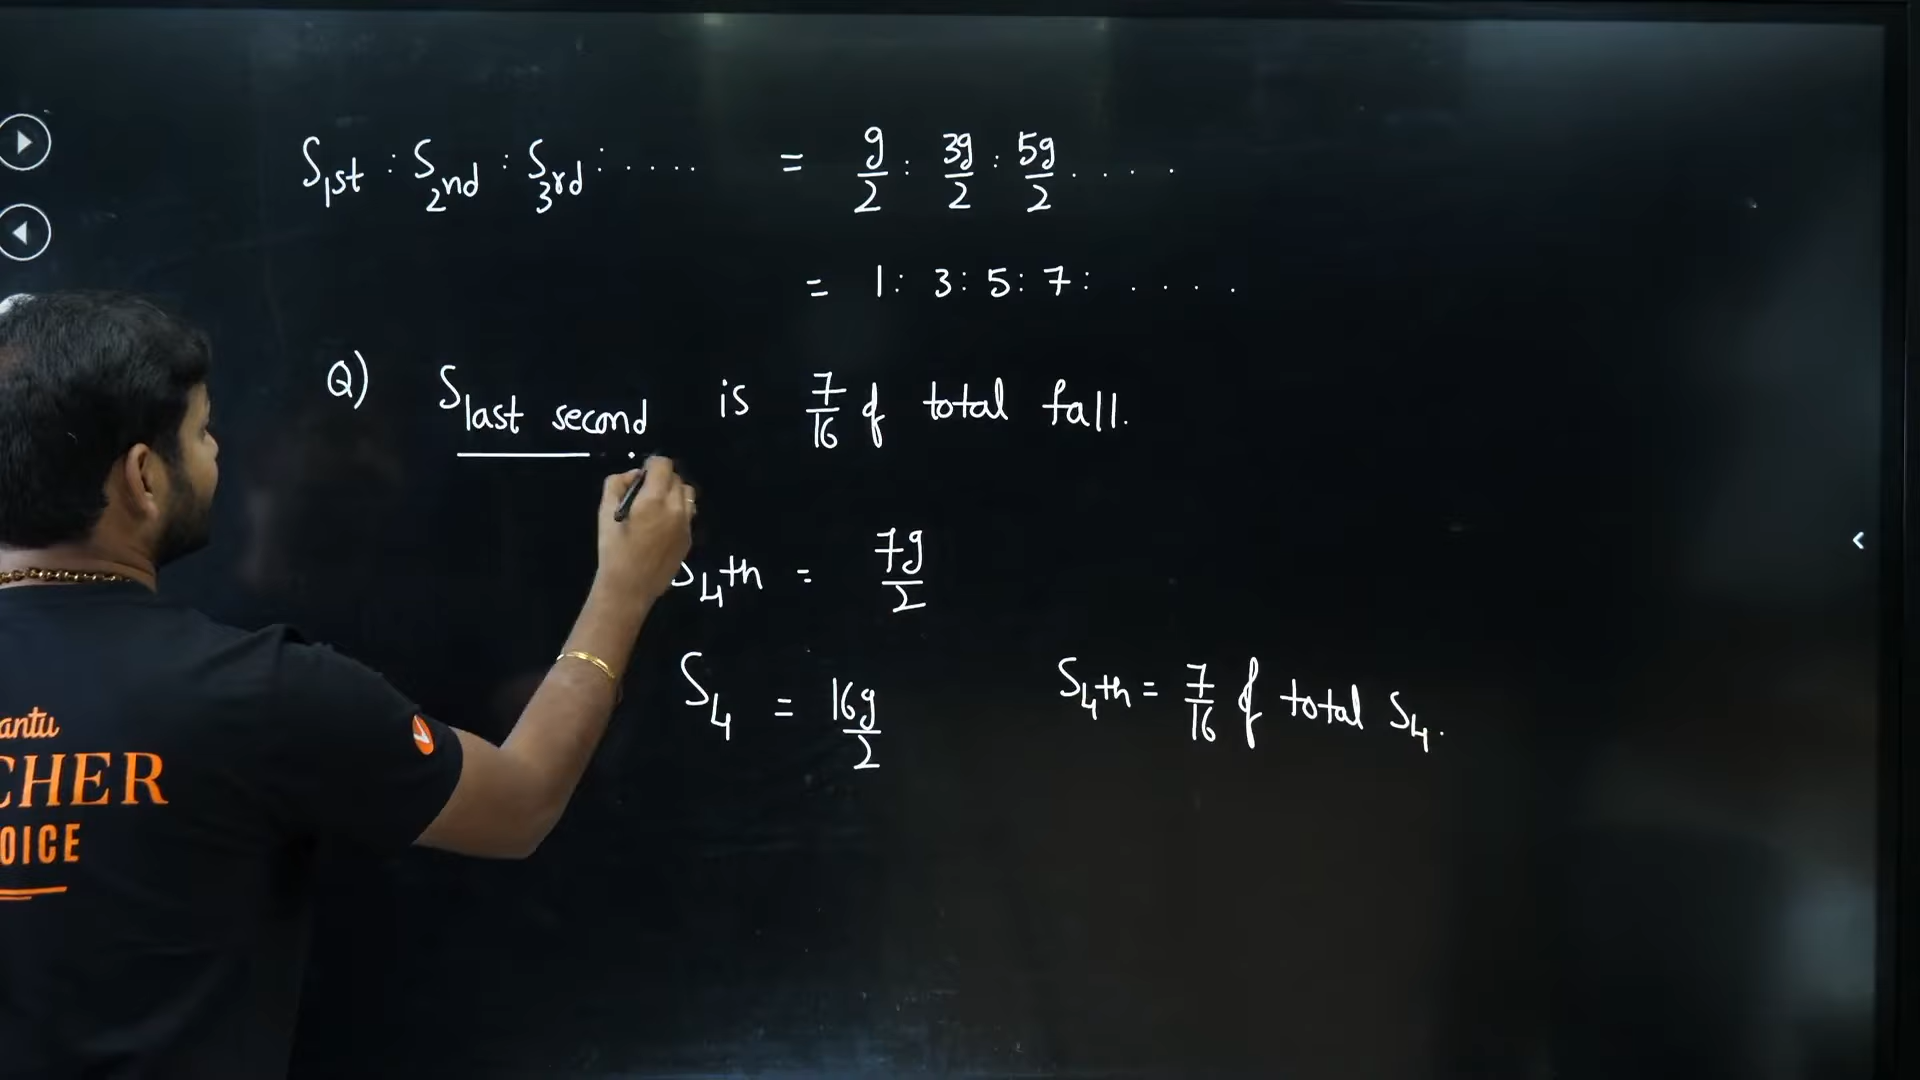 S1st : S2nd : S3rd : ..... = g/2 : 3g/2 : 5g/2 ....
= 1 : 3 : 5 : 7 : ....
Q) Slast second is 7/16 of total fall.
S4th = 7g/2
S4 = 16g/2
S4th = 7/16 of total S4.
antu
CHER
OICE